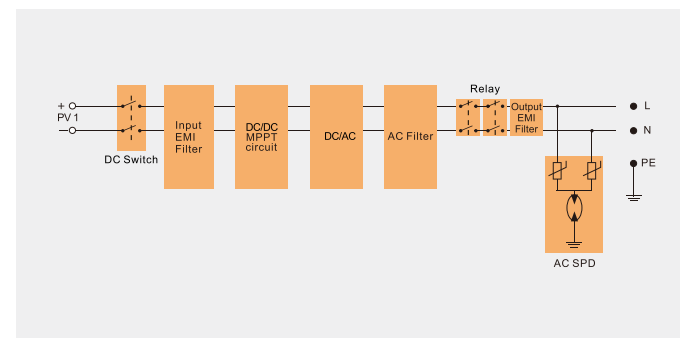 Relay
+
PV 1
−
DC Switch
Input
EMI
Filter
DC/DC
MPPT
circuit
DC/AC
AC Filter
Output
EMI
Filter
L
N
PE
AC SPD